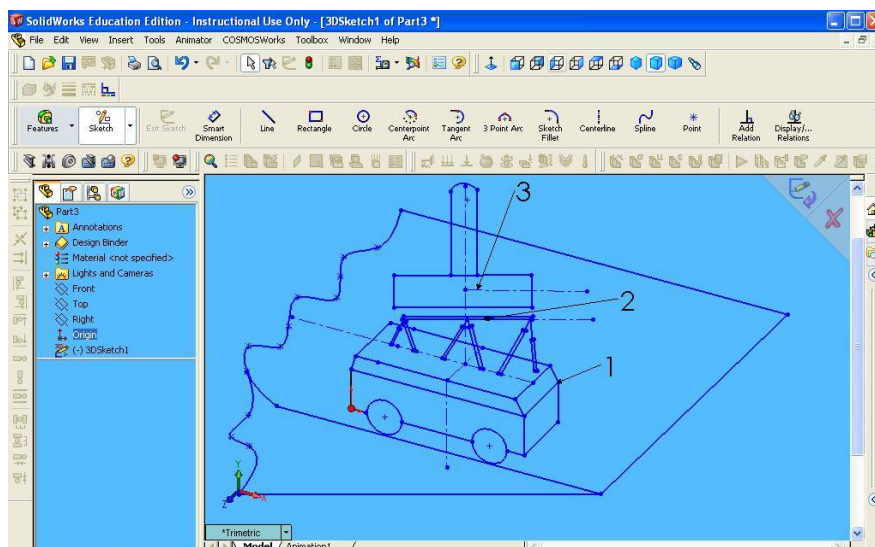 SolidWorks Education Edition - Instructional Use Only - [3DSketch1 of Part3 *]
File Edit View Insert Tools Animator COSMOSWorks Toolbox Window Help
Features Sketch Exit Sketch Smart Dimension Line Rectangle Circle Centerpoint Arc Tangent Arc 3 Point Arc Sketch Fillet Centerline Spline Point Add Relation Display/... Relations
Part3
Annotations
Design Binder
Material <not specified>
Lights and Cameras
Front
Top
Right
Origin
(-) 3DSketch1
3
2
1
Y
X
Z
*Trimetric
Model Animation1